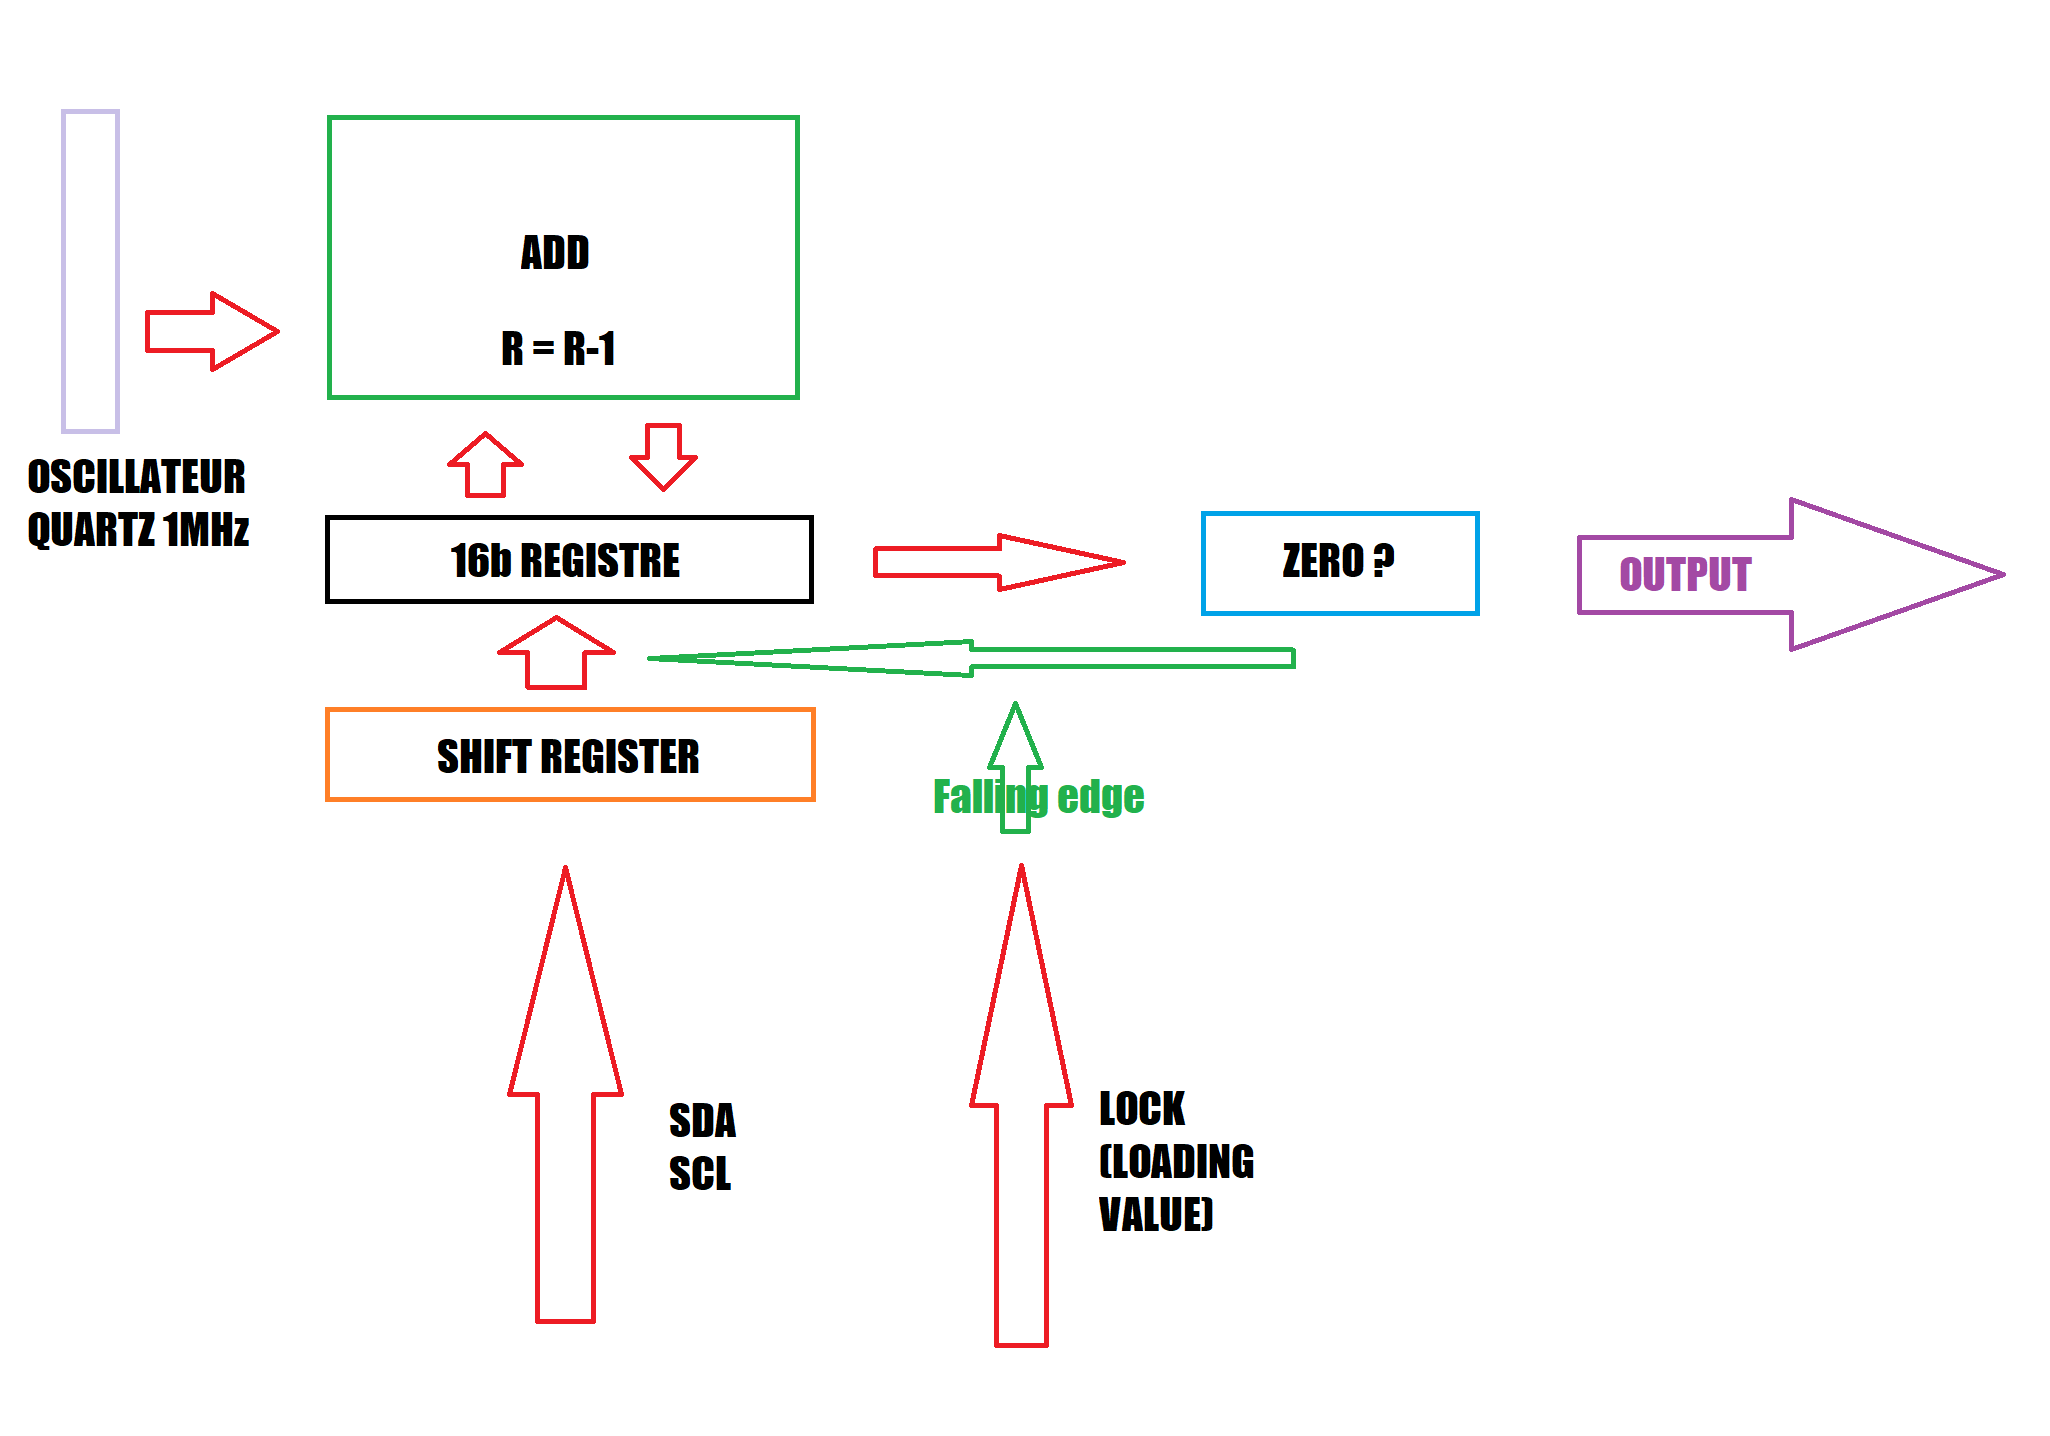 ADD
R = R-1
OSCILLATEUR
QUARTZ 1MHz
16b REGISTRE
ZERO ?
OUTPUT
SHIFT REGISTER
Falling edge
SDA
SCL
LOCK
(LOADING
VALUE)